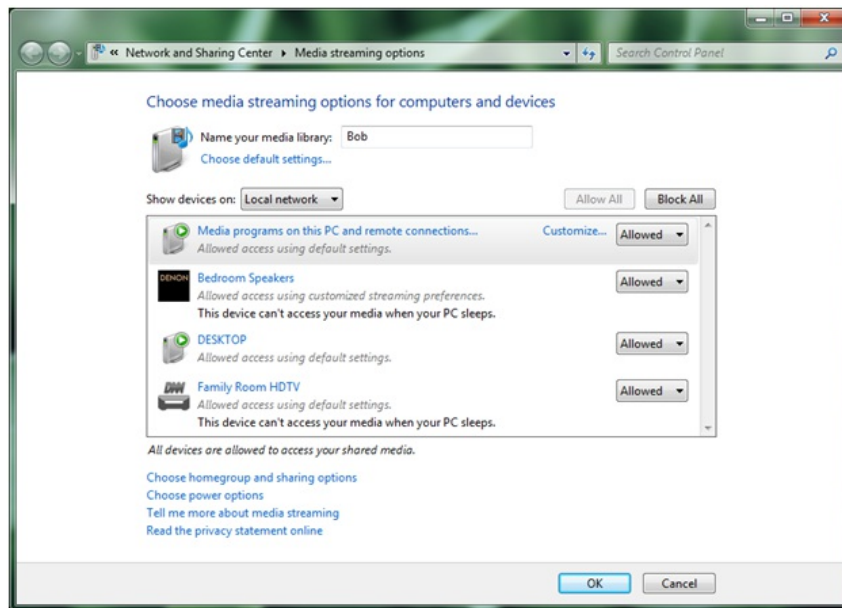 « Network and Sharing Center ▸ Media streaming options
Search Control Panel
Choose media streaming options for computers and devices
Name your media library: Bob
Choose default settings...
Show devices on: Local network
Allow All
Block All
Media programs on this PC and remote connections... Customize... Allowed
Allowed access using default settings.
DENON
Bedroom Speakers Allowed
Allowed access using customized streaming preferences.
This device can't access your media when your PC sleeps.
DESKTOP Allowed
Allowed access using default settings.
Family Room HDTV Allowed
Allowed access using default settings.
This device can't access your media when your PC sleeps.
All devices are allowed to access your shared media.
Choose homegroup and sharing options
Choose power options
Tell me more about media streaming
Read the privacy statement online
OK Cancel